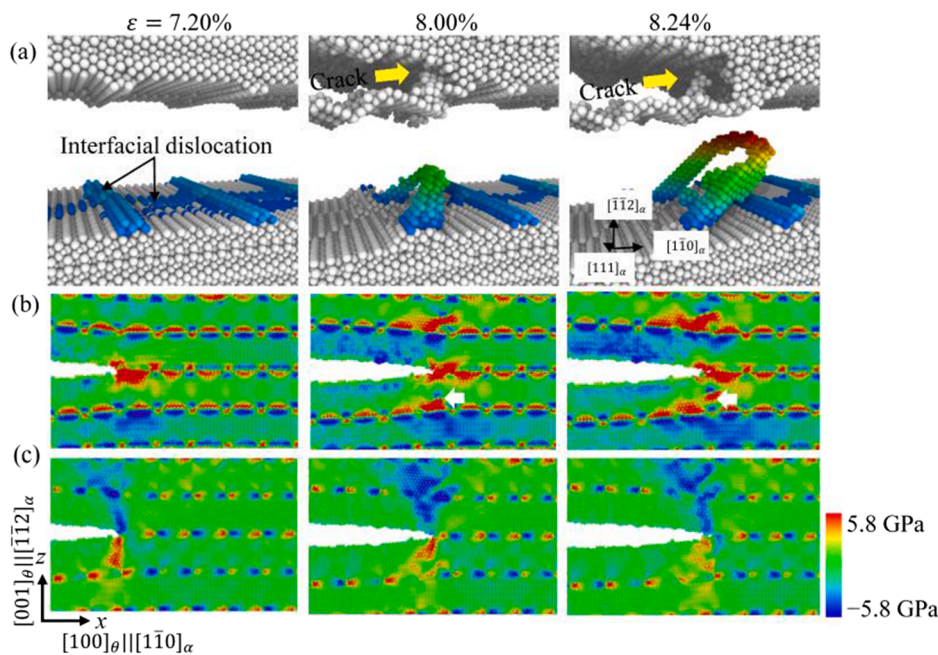 ε = 7.20% 8.00% 8.24%
(a)
Crack
Crack
Interfacial dislocation
[1̄1̄2]α
[11̄0]α
[111]α
(b)
(c)
5.8 GPa
−5.8 GPa
z
x
[001]θ||[1̄1̄2]α
[100]θ||[11̄0]α